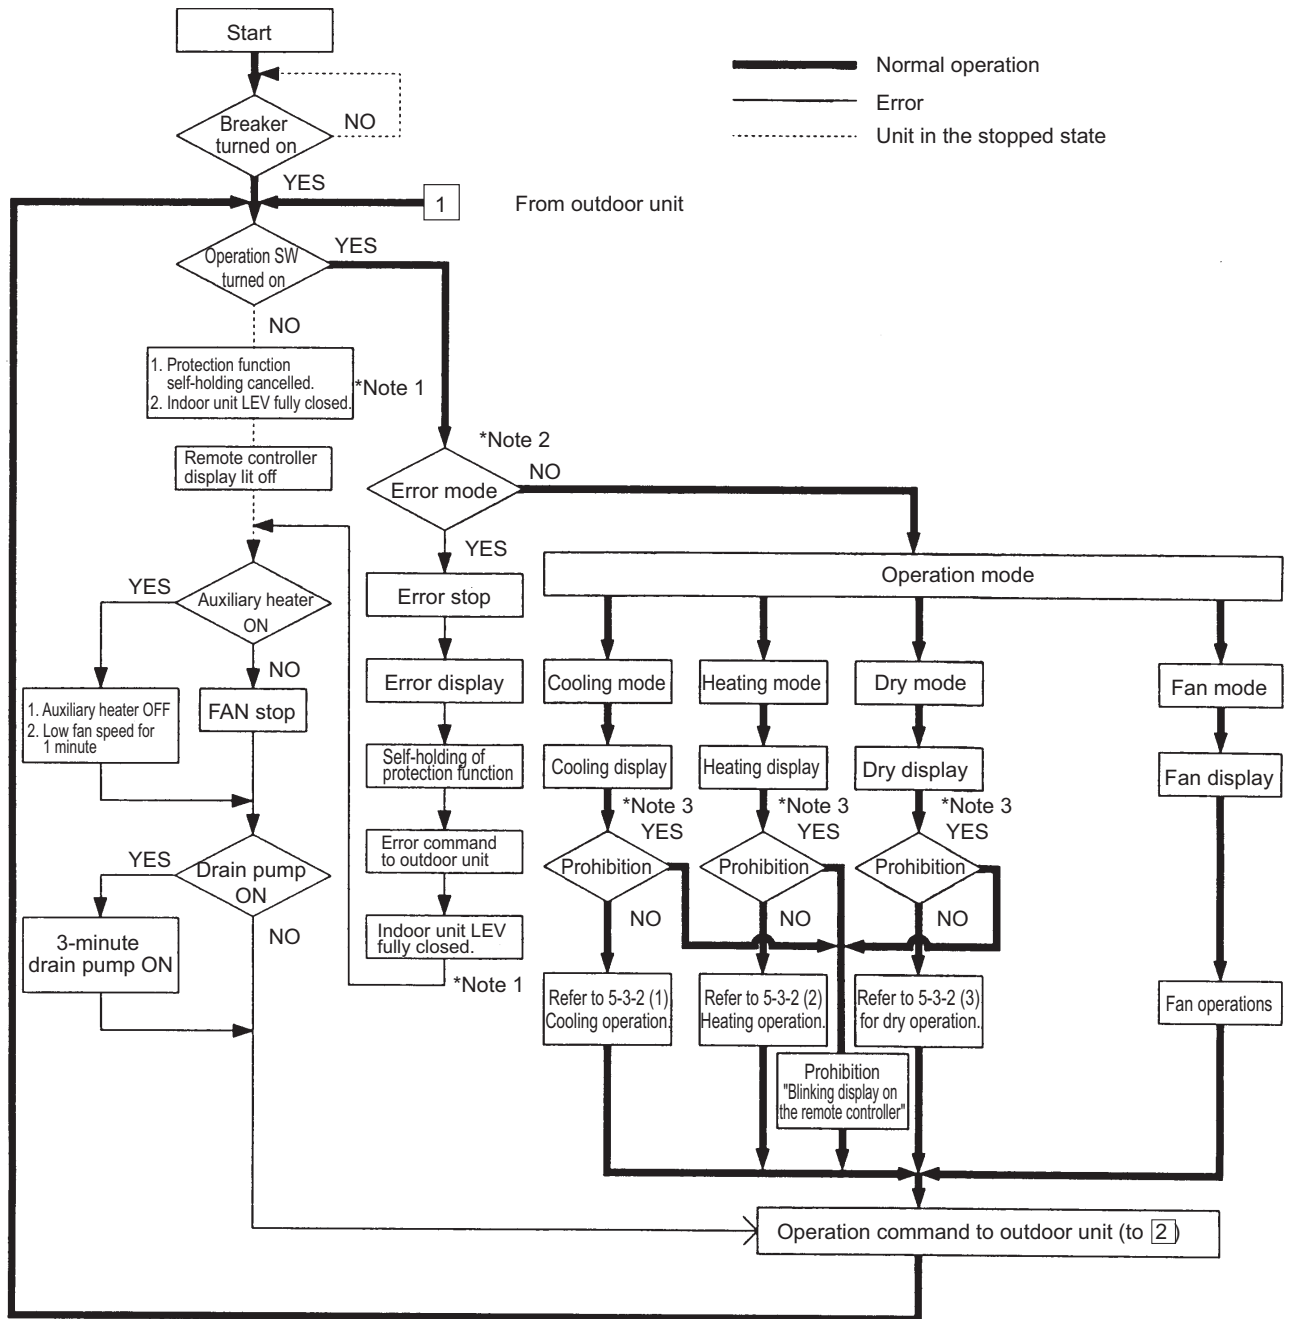 Start
Normal operation
Error
Unit in the stopped state
Breaker
turned on
NO
YES
1
From outdoor unit
Operation SW
turned on
YES
NO
1. Protection function
self-holding cancelled.
2. Indoor unit LEV fully closed.
*Note 1
Remote controller
display lit off
*Note 2
Error mode
NO
YES
Operation mode
YES
Auxiliary heater
ON
NO
1. Auxiliary heater OFF
2. Low fan speed for
1 minute
FAN stop
Error stop
Error display
Self-holding of
protection function
Error command
to outdoor unit
Indoor unit LEV
fully closed.
*Note 1
YES
Drain pump
ON
NO
3-minute
drain pump ON
Cooling mode
Heating mode
Dry mode
Fan mode
Cooling display
Heating display
Dry display
Fan display
*Note 3
YES
*Note 3
YES
*Note 3
YES
Prohibition
Prohibition
Prohibition
NO
NO
NO
Refer to 5-3-2 (1)
Cooling operation.
Refer to 5-3-2 (2)
Heating operation.
Refer to 5-3-2 (3)
for dry operation.
Fan operations
Prohibition
"Blinking display on
the remote controller"
Operation command to outdoor unit (to 2)